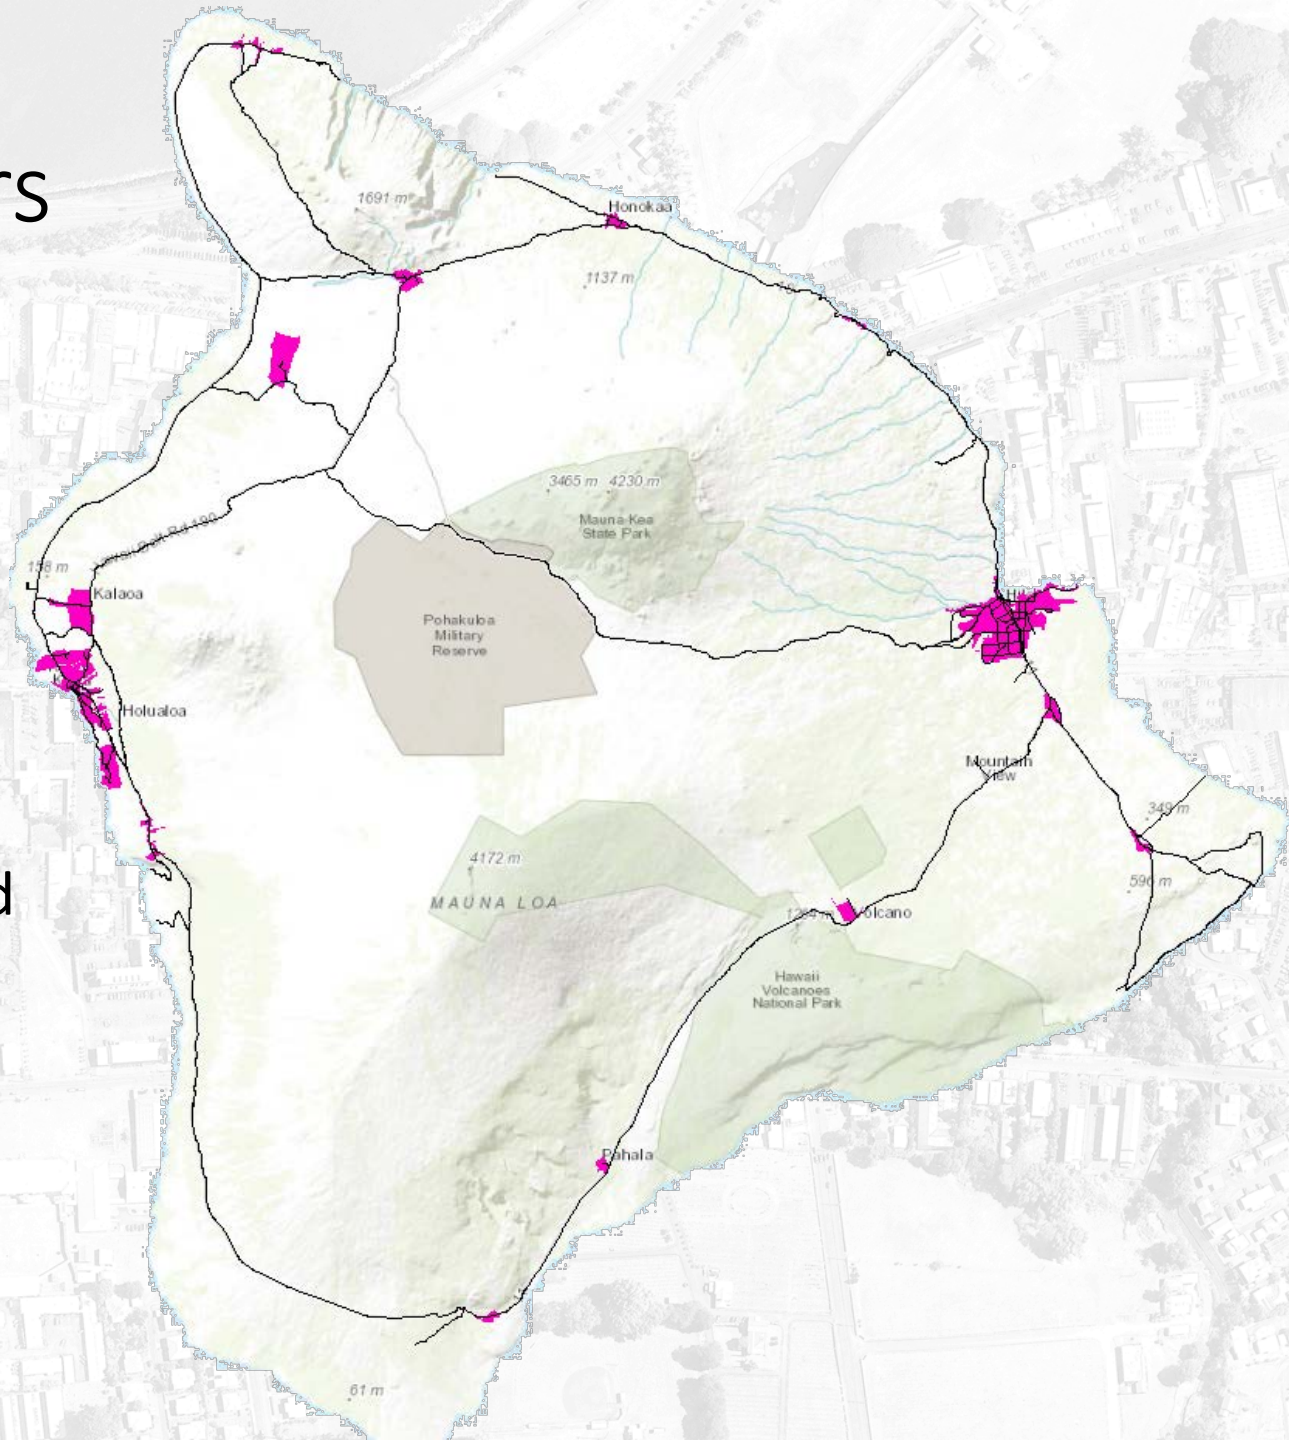 rs
1691 m
Honokaa
1137 m
3465 m 4230 m
Mauna Kea
State Park
158 m
Kalaoa
Pohakuloa
Military
Reserve
Holualoa
Mountain
View
349 m
4172 m
d
596 m
MAUNA LOA
Volcano
Hawaii
Volcanoes
National Park
Pahala
61 m